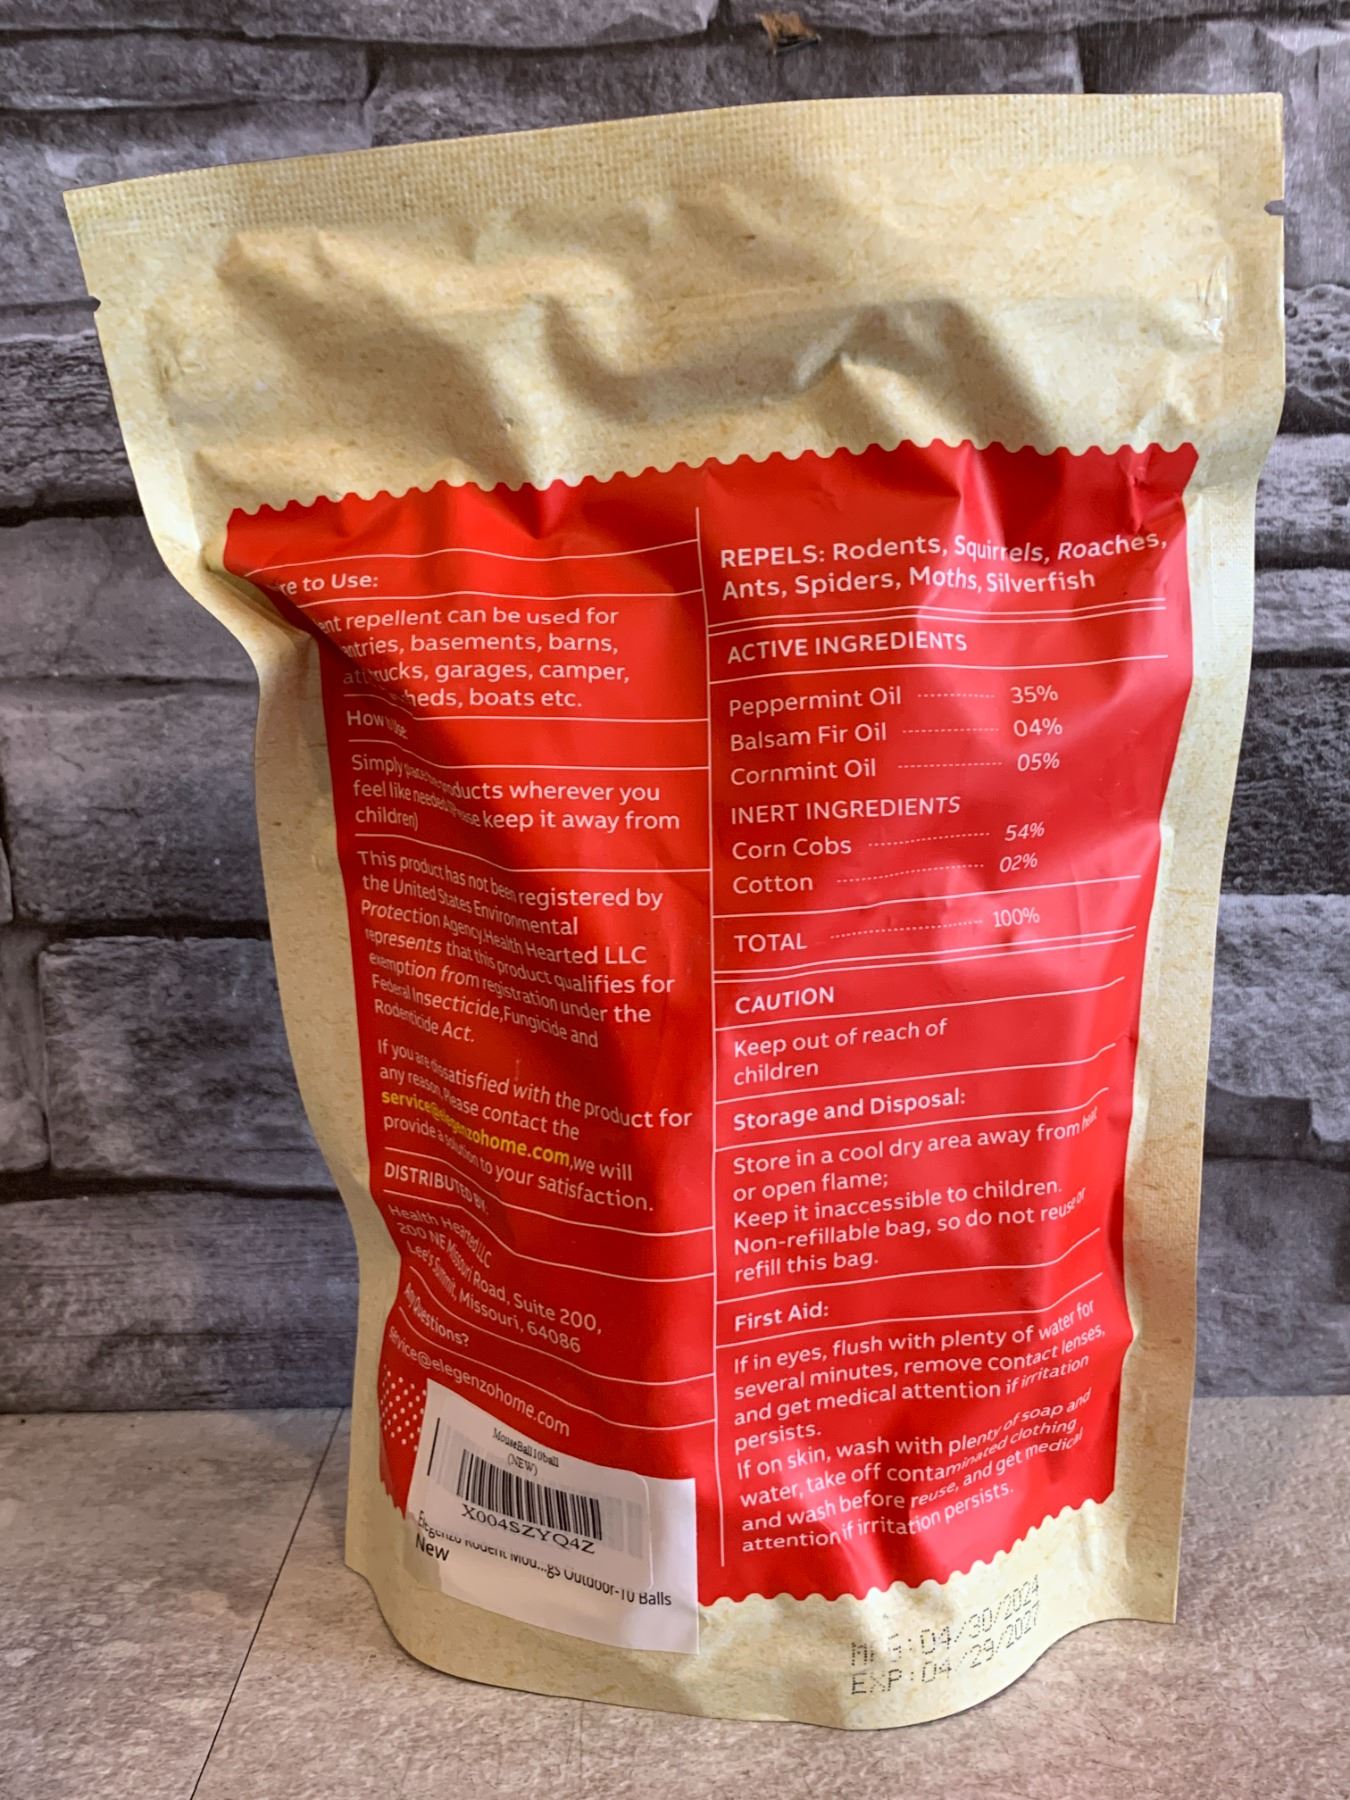 re to Use:
ent repellent can be used for
entries, basements, barns,
trucks, garages, camper,
heds, boats etc.
How to Use:
Simply place the products wherever you
feel like needed. (Please keep it away from
children)
This product has not been registered by
the United States Environmental
Protection Agency.Health Hearted LLC
represents that this product qualifies for
exemption from registration under the
Federal Insecticide,Fungicide and
Rodenticide Act.
If you are dissatisfied with the product for
any reason, Please contact the
service@elegenzohome.com,we will
provide a solution to your satisfaction.
DISTRIBUTED BY:
Health Hearted LLC
200 NE Missouri Road, Suite 200,
Lee's Summit, Missouri, 64086
Any Questions?
service@elegenzohome.com
MouseBall10ball
(NEW)
X004SZYQ4Z
Elegenzo Rodent Mou...gs Outdoor-10 Balls
New
REPELS: Rodents, Squirrels, Roaches,
Ants, Spiders, Moths, Silverfish
ACTIVE INGREDIENTS
Peppermint Oil ............ 35%
Balsam Fir Oil ............ 04%
Cornmint Oil ............ 05%
INERT INGREDIENTS
Corn Cobs ............ 54%
Cotton ............ 02%
TOTAL ............ 100%
CAUTION
Keep out of reach of
children
Storage and Disposal:
Store in a cool dry area away from heat
or open flame;
Keep it inaccessible to children.
Non-refillable bag, so do not reuse or
refill this bag.
First Aid:
If in eyes, flush with plenty of water for
several minutes, remove contact lenses,
and get medical attention if irritation
persists.
If on skin, wash with plenty of soap and
water, take off contaminated clothing
and wash before reuse, and get medical
attention if irritation persists.
MFG:04/30/2024
EXP:04/29/2027